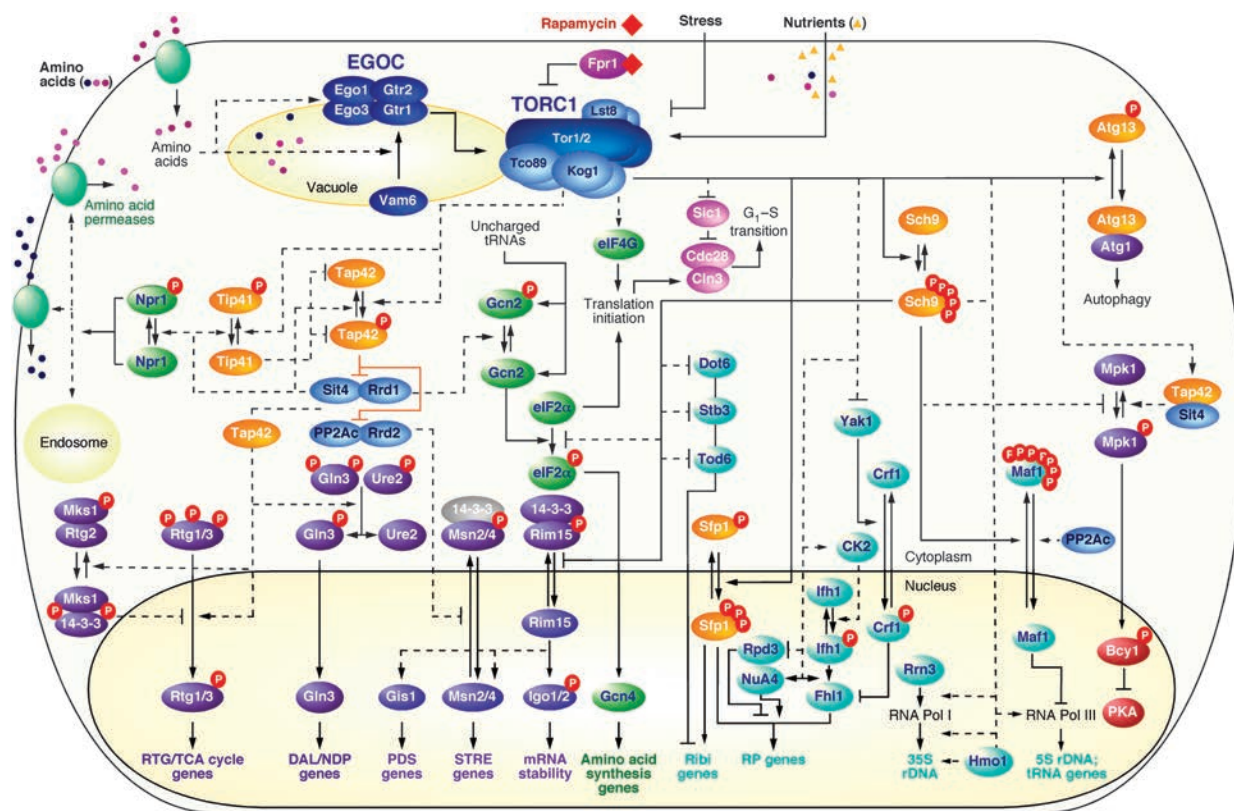 Rapamycin
Stress
Nutrients ( )
Amino
acids ( )
EGOC
Fpr1
Ego1
Gtr2
Ego3
Gtr1
TORC1
Lst8
Tor1/2
Tco89
Kog1
Amino
acids
Vacuole
Vam6
Amino acid
permeases
P
Atg13
Atg13
Atg1
Autophagy
Uncharged
tRNAs
eIF4G
Sic1
G1–S
transition
Cdc28
Cln3
Translation
initiation
Sch9
P
P
P
P
Sch9
P
P
Npr1
Npr1
P
Tip41
Tip41
Tap42
P
Tap42
P
Gcn2
Gcn2
Sit4
Rrd1
PP2Ac
Rrd2
Tap42
eIF2α
P
eIF2α
Dot6
Stb3
Tod6
Yak1
Crf1
CK2
Mpk1
P
Mpk1
Tap42
Sit4
P
P
P
P
P
P
P
Maf1
PP2Ac
Endosome
P
Mks1
Rtg2
P
P
P
Rtg1/3
P
P
Gln3
P
Ure2
P
Gln3
Ure2
14-3-3
P
Msn2/4
14-3-3
P
Rim15
P
Sfp1
Cytoplasm
Nucleus
Mks1
P
P
14-3-3
Rim15
P
P
P
Sfp1
Ifh1
P
Ifh1
Rpd3
NuA4
Fhl1
P
Crf1
Rrn3
Maf1
P
Bcy1
PKA
P
Rtg1/3
Gln3
Gis1
Msn2/4
P
Igo1/2
Gcn4
RNA Pol I
RNA Pol III
Hmo1
RTG/TCA cycle
genes
DAL/NDP
genes
PDS
genes
STRE
genes
mRNA
stability
Amino acid
synthesis
genes
Ribi
genes
RP genes
35S
rDNA
5S rDNA;
tRNA genes